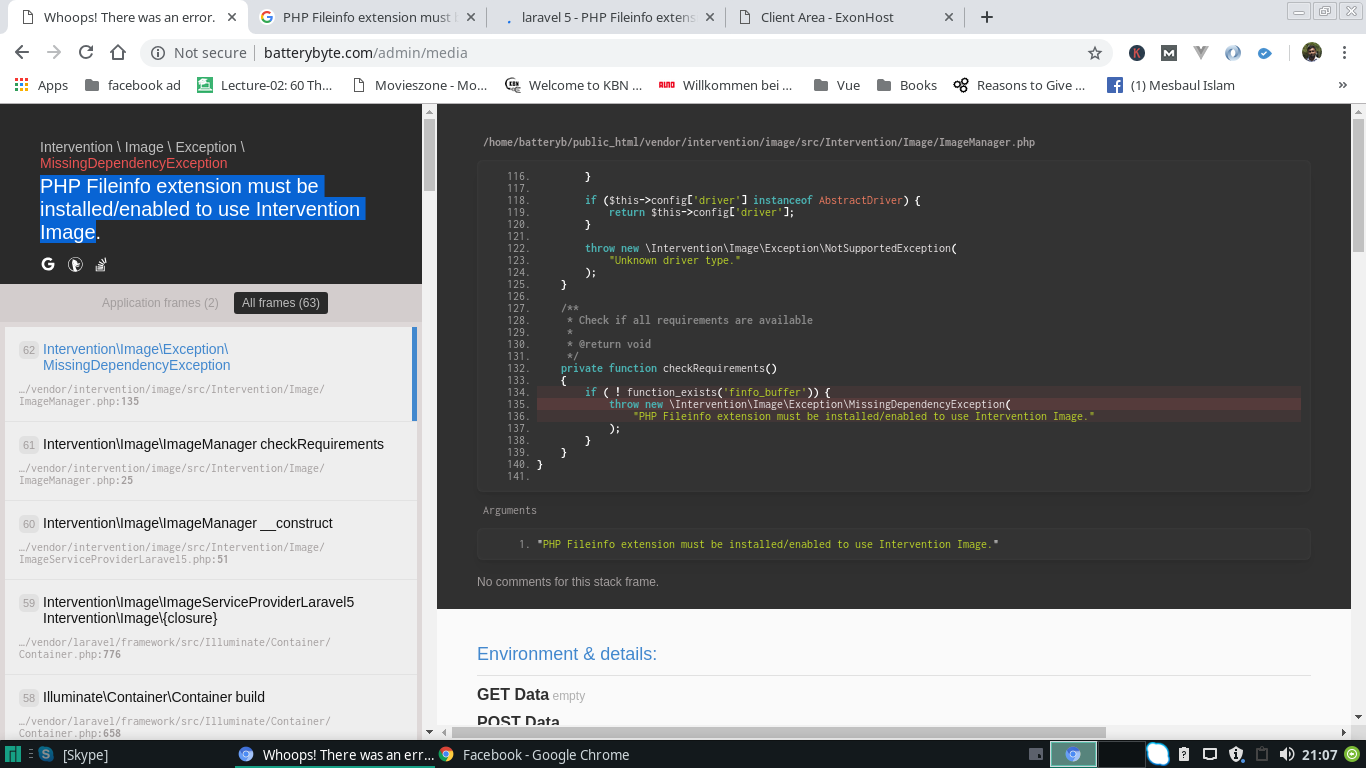 Whoops! There was an error.
PHP Fileinfo extension must b
laravel 5 - PHP Fileinfo extens
Client Area - ExonHost
Not secure
batterybyte.com/admin/media
Apps
facebook ad
Lecture-02: 60 Th...
Movieszone - Mo...
Welcome to KBN ...
Willkommen bei ...
Vue
Books
Reasons to Give ...
(1) Mesbaul Islam
»
Intervention \ Image \ Exception \
MissingDependencyException
PHP Fileinfo extension must be
installed/enabled to use Intervention
Image.
Application frames (2)
All frames (63)
62 Intervention\Image\Exception\
MissingDependencyException
…/vendor/intervention/image/src/Intervention/Image/
ImageManager.php:135
61 Intervention\Image\ImageManager checkRequirements
…/vendor/intervention/image/src/Intervention/Image/
ImageManager.php:25
60 Intervention\Image\ImageManager __construct
…/vendor/intervention/image/src/Intervention/Image/
ImageServiceProviderLaravel5.php:51
59 Intervention\Image\ImageServiceProviderLaravel5
Intervention\Image\{closure}
…/vendor/laravel/framework/src/Illuminate/Container/
Container.php:776
58 Illuminate\Container\Container build
…/vendor/laravel/framework/src/Illuminate/Container/
Container.php:658
/home/batteryb/public_html/vendor/intervention/image/src/Intervention/Image/ImageManager.php
116. }
117.
118. if ($this->config['driver'] instanceof AbstractDriver) {
119. return $this->config['driver'];
120. }
121.
122. throw new \Intervention\Image\Exception\NotSupportedException(
123. "Unknown driver type."
124. );
125. }
126.
127. /**
128. * Check if all requirements are available
129. *
130. * @return void
131. */
132. private function checkRequirements()
133. {
134. if ( ! function_exists('finfo_buffer')) {
135. throw new \Intervention\Image\Exception\MissingDependencyException(
136. "PHP Fileinfo extension must be installed/enabled to use Intervention Image."
137. );
138. }
139. }
140. }
141.
Arguments
1. "PHP Fileinfo extension must be installed/enabled to use Intervention Image."
No comments for this stack frame.
Environment & details:
GET Data empty
POST Data
[Skype]
Whoops! There was an err...
Facebook - Google Chrome
21:07